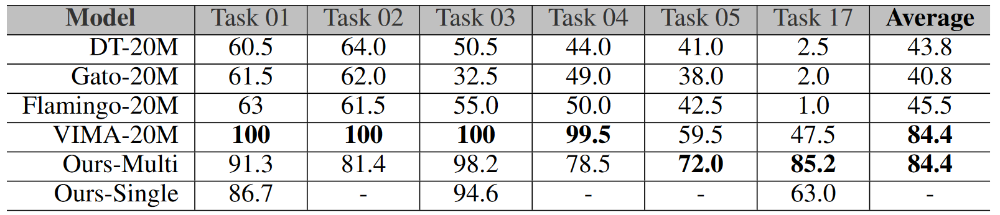 Model Task 01 Task 02 Task 03 Task 04 Task 05 Task 17 Average
DT-20M 60.5 64.0 50.5 44.0 41.0 2.5 43.8
Gato-20M 61.5 62.0 32.5 49.0 38.0 2.0 40.8
Flamingo-20M 63 61.5 55.0 50.0 42.5 1.0 45.5
VIMA-20M 100 100 100 99.5 59.5 47.5 84.4
Ours-Multi 91.3 81.4 98.2 78.5 72.0 85.2 84.4
Ours-Single 86.7 - 94.6 - - 63.0 -